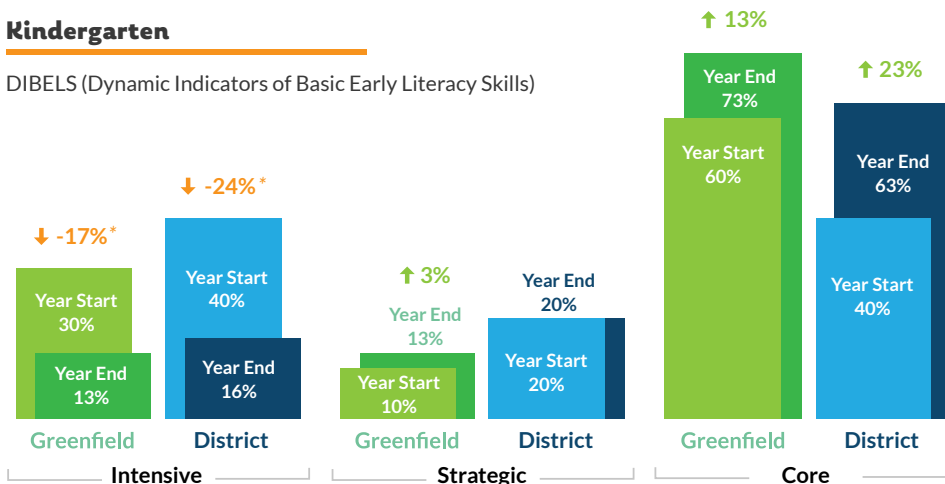 Kindergarten
DIBELS (Dynamic Indicators of Basic Early Literacy Skills)
↓ -17%*
Year Start
30%
Year End
13%
Greenfield
↓ -24%*
Year Start
40%
Year End
16%
District
Intensive
↑ 3%
Year End
13%
Year Start
10%
Greenfield
Year End
20%
Year Start
20%
District
Strategic
↑ 13%
Year End
73%
Year Start
60%
Greenfield
↑ 23%
Year End
63%
Year Start
40%
District
Core